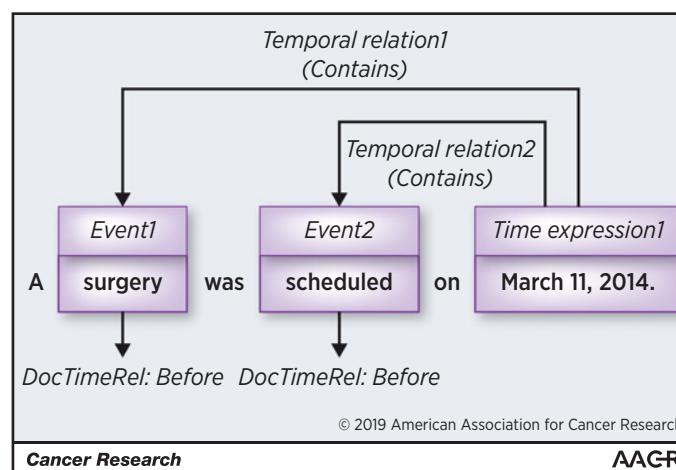 Temporal relation1
(Contains)
Temporal relation2
(Contains)
Event1
Event2
Time expression1
A surgery was scheduled on March 11, 2014.
DocTimeRel: Before DocTimeRel: Before
© 2019 American Association for Cancer Research
Cancer Research AACR